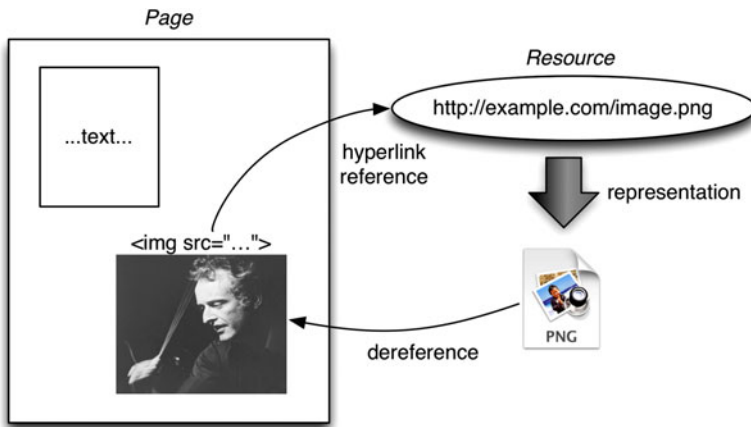 Page
Resource
...text...
http://example.com/image.png
hyperlink
reference
representation
<img src="...">
PNG
dereference